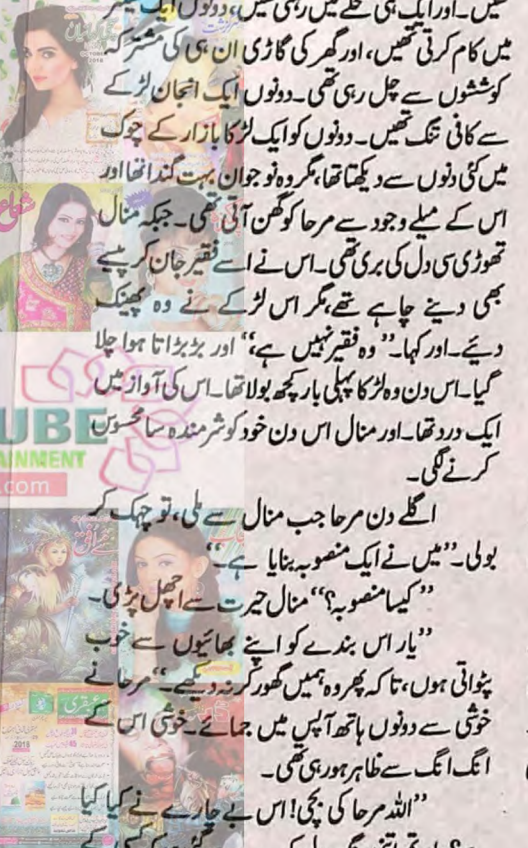 تھیں۔اور ایک ہی محلے میں رہتی تھیں، دونوں ایک
میں کام کرتی تھیں، اور گھر کی گاڑی ان ہی کی مشترکہ
کوششوں سے چل رہی تھی۔دونوں ایک انجان لڑکے
سے کافی تنگ تھیں۔دونوں کو ایک لڑکا بازار کے چوک
میں کئی دنوں سے دیکھتا تھا، مگر وہ نوجوان بہت گندا تھا اور
اس کے میلے وجود سے مرحا کو گھن آتی تھی۔ جبکہ منال
تھوڑی سی دل کی بری تھی۔اس نے اسے فقیر جان کر پیسے
بھی دینے چاہے تھے، مگر اس لڑکے نے وہ پھینک
دیئے۔اور کہا۔”وہ فقیر نہیں ہے،“ اور بڑبڑاتا ہوا چلا
گیا۔اس دن وہ لڑکا پہلی بار کچھ بولا تھا۔اس کی آواز میں
ایک درد تھا۔اور منال اس دن خود کو شرمندہ سا محسوس
کرنے لگی۔
اگلے دن مرحا جب منال سے ملی، تو چہک کر
بولی۔”میں نے ایک منصوبہ بنایا ہے۔“
”کیسا منصوبہ؟“ منال حیرت سے اچھل پڑی۔
”یار اس بندے کو اپنے بھائیوں سے خوب
پٹواتی ہوں، تاکہ پھر وہ ہمیں گھور کر نہ دیکھے۔“ مرحا نے
خوشی سے دونوں ہاتھ آپس میں جمائے۔خوشی اس کے
انگ انگ سے ظاہر ہو رہی تھی۔
”اللہ مرحا کی بچی! اس بے چارے نے کیا کیا
UBE
AINMENT
.com
2018